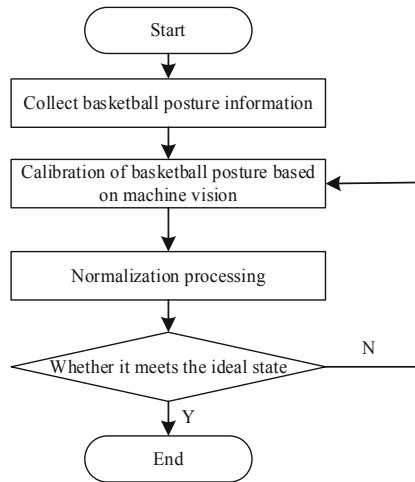 Start
Collect basketball posture information
Calibration of basketball posture based
on machine vision
Normalization processing
Whether it meets the ideal state
N
Y
End